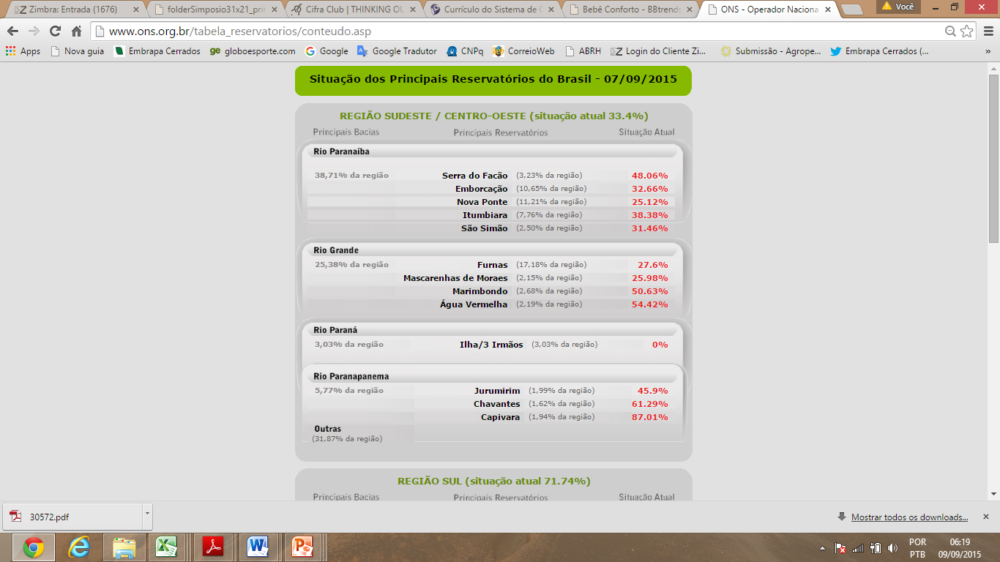 Zimbra: Entrada (1676)
folderSimposio31x21_prin
Cifra Club | THINKING OU
Currículo do Sistema de C
Bebê Conforto - BBtrends
ONS - Operador Naciona
Você
www.ons.org.br/tabela_reservatorios/conteudo.asp
Apps
Nova guia
Embrapa Cerrados
globoesporte.com
Google
Google Tradutor
CNPq
CorreioWeb
ABRH
Login do Cliente Zi...
Submissão - Agrope...
Embrapa Cerrados (...
»
Situação dos Principais Reservatórios do Brasil - 07/09/2015
REGIÃO SUDESTE / CENTRO-OESTE (situação atual 33.4%)
Principais Bacias Principais Reservatórios Situação Atual
Rio Paranaíba
38,71% da região Serra do Facão (3,23% da região) 48.06%
Emborcação (10,65% da região) 32.66%
Nova Ponte (11,21% da região) 25.12%
Itumbiara (7,76% da região) 38.38%
São Simão (2,50% da região) 31.46%
Rio Grande
25,38% da região Furnas (17,18% da região) 27.6%
Mascarenhas de Moraes (2,15% da região) 25.98%
Marimbondo (2,68% da região) 50.63%
Água Vermelha (2,19% da região) 54.42%
Rio Paraná
3,03% da região Ilha/3 Irmãos (3,03% da região) 0%
Rio Paranapanema
5,77% da região Jurumirim (1,99% da região) 45.9%
Chavantes (1,62% da região) 61.29%
Capivara (1,94% da região) 87.01%
Outras
(31,87% da região)
REGIÃO SUL (situação atual 71.74%)
Principais Bacias Principais Reservatórios Situação Atual
30572.pdf
Mostrar todos os downloads...
POR 06:19
PTB 09/09/2015